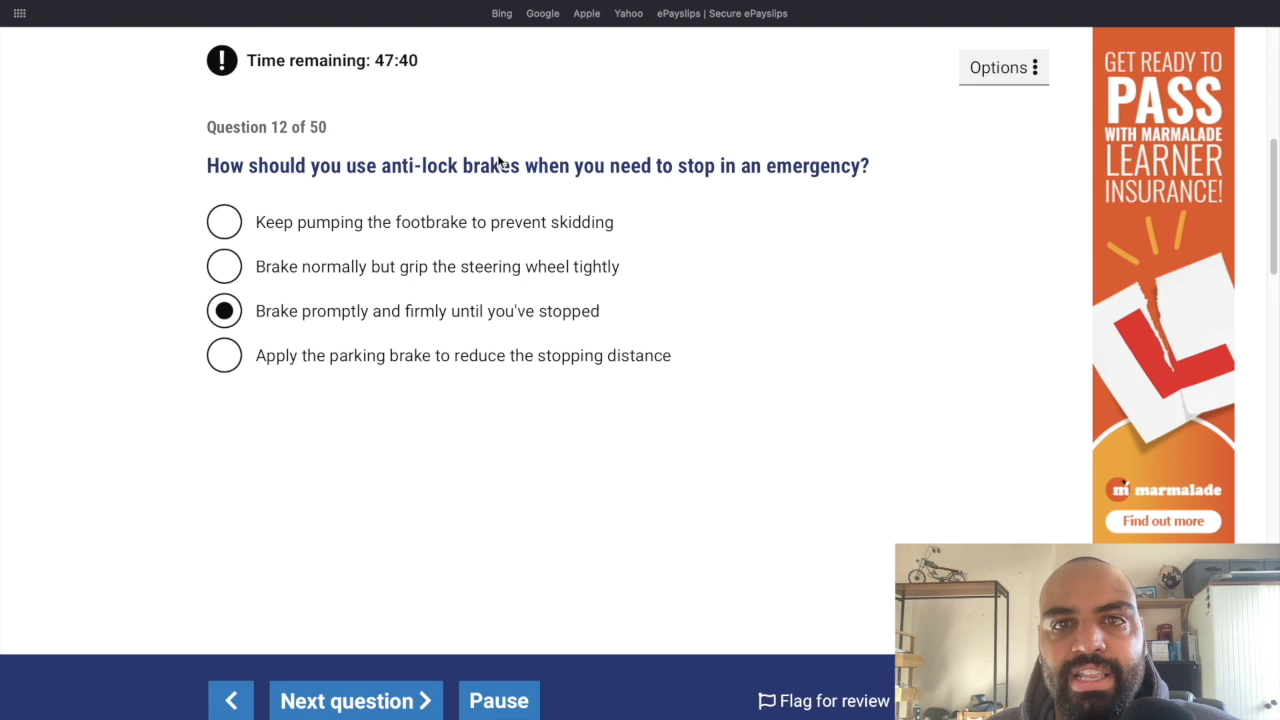 Bing Google Apple Yahoo ePayslips | Secure ePayslips
! Time remaining: 47:40
Options
Question 12 of 50
How should you use anti-lock brakes when you need to stop in an emergency?
Keep pumping the footbrake to prevent skidding
Brake normally but grip the steering wheel tightly
Brake promptly and firmly until you've stopped
Apply the parking brake to reduce the stopping distance
Next question
Pause
Flag for review
GET READY TO
PASS
WITH MARMALADE
LEARNER
INSURANCE!
L
m marmalade
Find out more